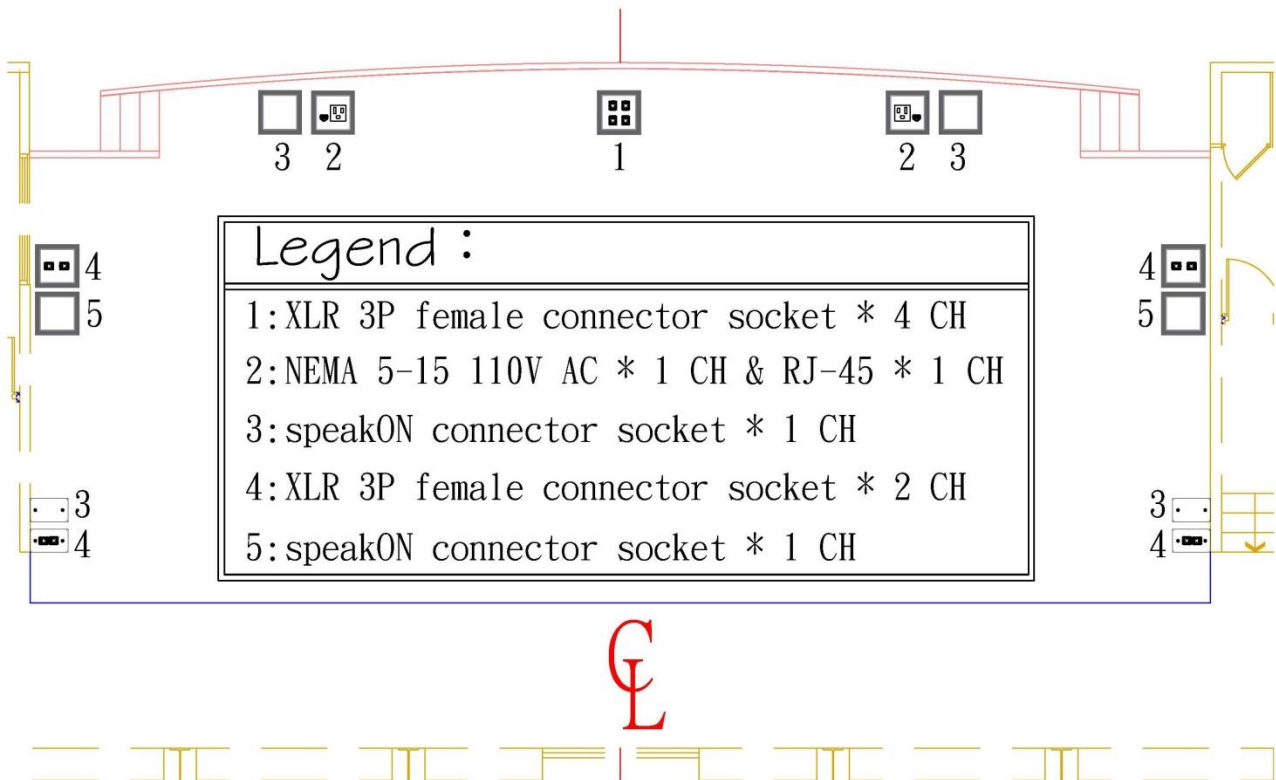 3 2 1 2 3
Legend：
4 4
5 5
1:XLR 3P female connector socket * 4 CH
2:NEMA 5-15 110V AC * 1 CH & RJ-45 * 1 CH
3:speakON connector socket * 1 CH
4:XLR 3P female connector socket * 2 CH
5:speakON connector socket * 1 CH
3 3
4 4
CL